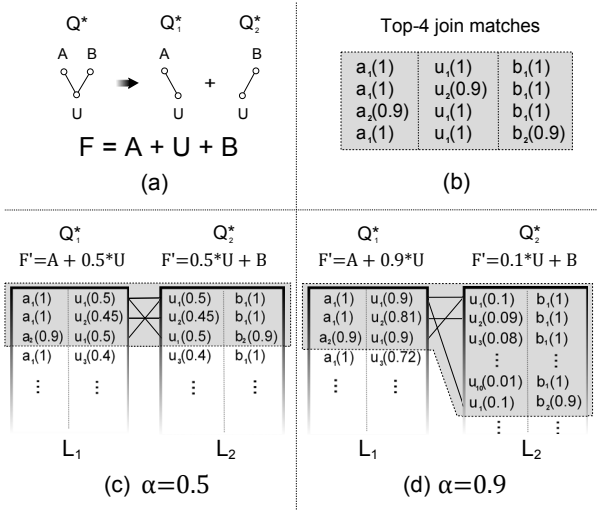 Q* Q*₁ Q*₂
A B A B
+
U U U
F = A + U + B
(a)
Top-4 join matches
a₁(1) u₁(1) b₁(1)
a₁(1) u₂(0.9) b₁(1)
a₂(0.9) u₁(1) b₁(1)
a₁(1) u₁(1) b₂(0.9)
(b)
Q*₁ Q*₂
F'=A + 0.5*U F'=0.5*U + B
a₁(1) u₁(0.5) u₁(0.5) b₁(1)
a₁(1) u₂(0.45) u₂(0.45) b₁(1)
a₂(0.9) u₁(0.5) u₁(0.5) b₂(0.9)
a₁(1) u₃(0.4) u₃(0.4) b₁(1)
⋮ ⋮ ⋮ ⋮
L₁ L₂
(c) α=0.5
Q*₁ Q*₂
F'=A + 0.9*U F'=0.1*U + B
a₁(1) u₁(0.9) u₁(0.1) b₁(1)
a₁(1) u₂(0.81) u₂(0.09) b₁(1)
a₂(0.9) u₁(0.9) u₃(0.08) b₁(1)
a₁(1) u₃(0.72) ⋮ ⋮
⋮ ⋮ u₁₀(0.01) b₁(1)
u₁(0.1) b₂(0.9)
⋮ ⋮
L₁ L₂
(d) α=0.9